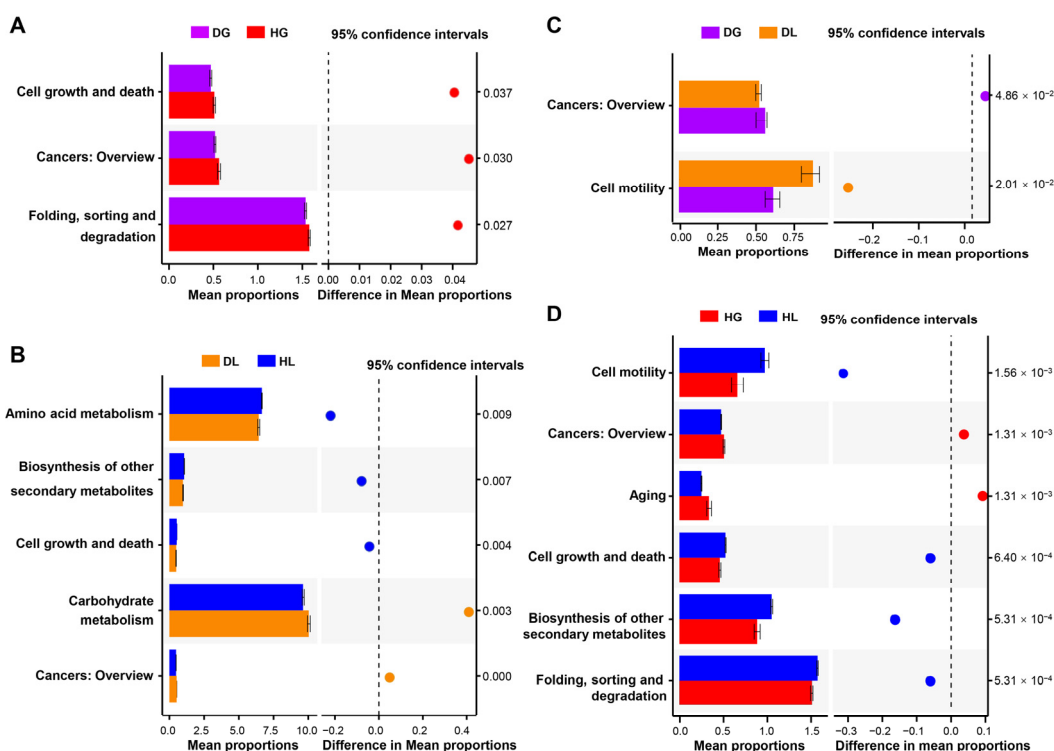 A
DG HG 95% confidence intervals
Cell growth and death
0.037
Cancers: Overview
0.030
Folding, sorting and
degradation
0.027
0.0 0.5 1.0 1.5 0.00 0.01 0.02 0.03 0.04
Mean proportions Difference in Mean proportions
B
DL HL 95% confidence intervals
Amino acid metabolism
0.009
Biosynthesis of other
secondary metabolites
0.007
Cell growth and death
0.004
Carbohydrate
metabolism
0.003
Cancers: Overview
0.000
0.0 2.5 5.0 7.5 10.0 −0.2 0.0 0.2 0.4
Mean proportions Difference in Mean proportions
C
DG DL 95% confidence intervals
Cancers: Overview
4.86 × 10⁻²
Cell motility
2.01 × 10⁻²
0.00 0.25 0.50 0.75 −0.2 −0.1 0.0
Mean proportions Difference in mean proportions
D
HG HL 95% confidence intervals
Cell motility
1.56 × 10⁻³
Cancers: Overview
1.31 × 10⁻³
Aging
1.31 × 10⁻³
Cell growth and death
6.40 × 10⁻⁴
Biosynthesis of other
secondary metabolites
5.31 × 10⁻⁴
Folding, sorting and
degradation
5.31 × 10⁻⁴
0.0 0.5 1.0 1.5 −0.3 −0.2 −0.1 0.0 0.1
Mean proportions Difference in mean proportions